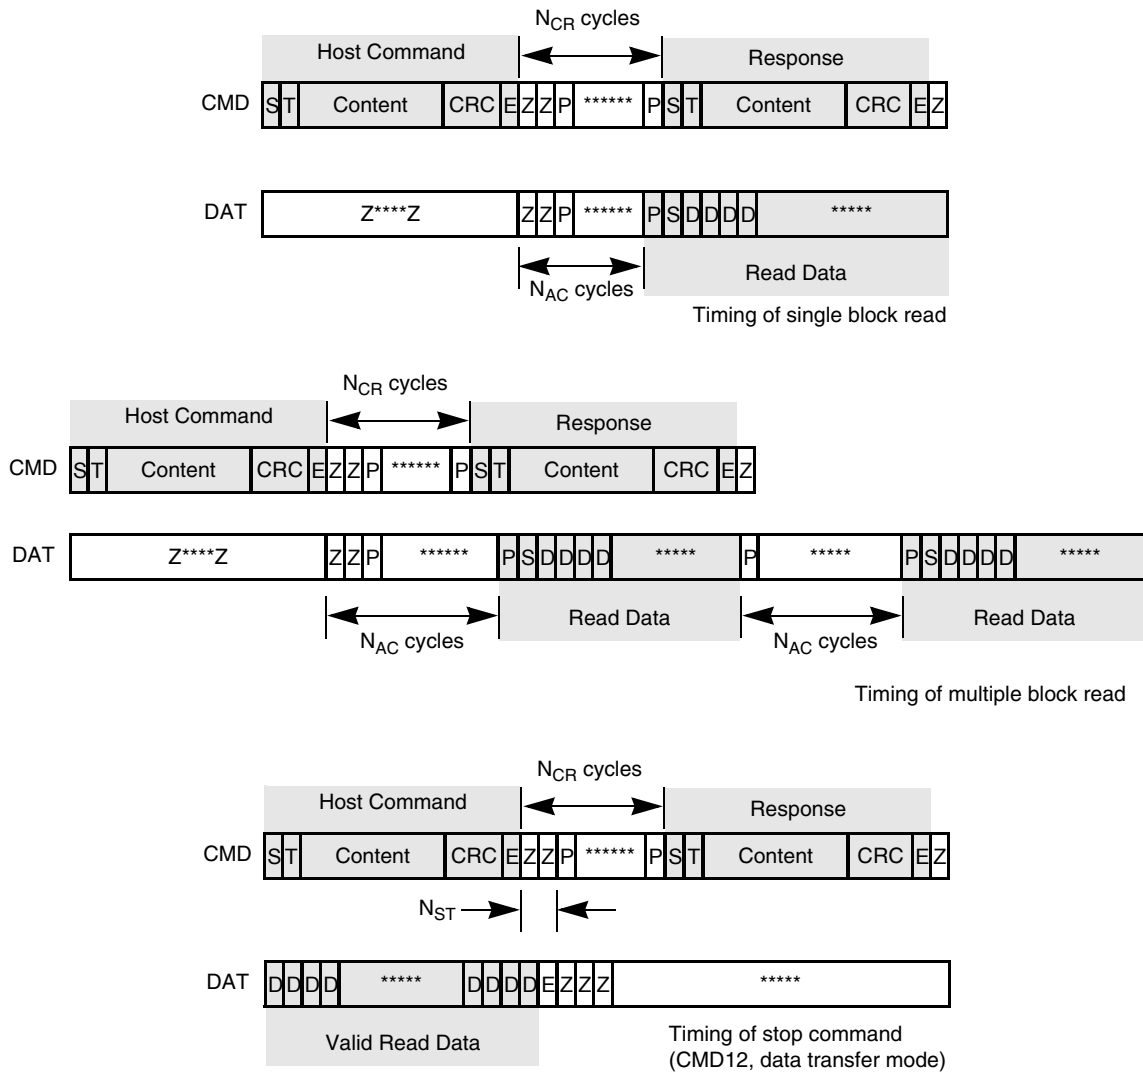 N_CR cycles
Host Command Response
CMD S T Content CRC E Z Z P ****** P S T Content CRC E Z
DAT Z****Z Z Z P ****** P S D D D D *****
N_AC cycles Read Data
Timing of single block read
N_CR cycles
Host Command Response
CMD S T Content CRC E Z Z P ****** P S T Content CRC E Z
DAT Z****Z Z Z P ****** P S D D D D ***** P ***** P S D D D D *****
N_AC cycles Read Data N_AC cycles Read Data
Timing of multiple block read
N_CR cycles
Host Command Response
CMD S T Content CRC E Z Z P ****** P S T Content CRC E Z
N_ST
DAT D D D D ***** D D D D E Z Z Z *****
Valid Read Data
Timing of stop command
(CMD12, data transfer mode)